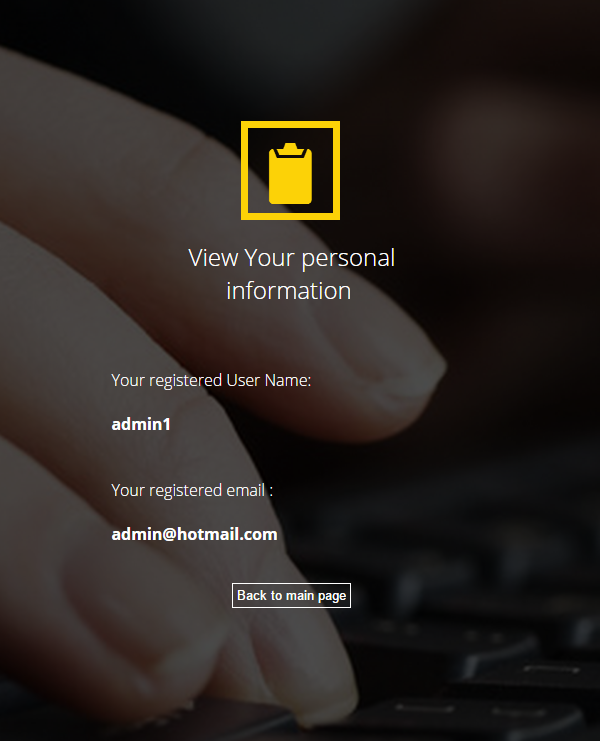 View Your personal
information
Your registered User Name:
admin1
Your registered email :
admin@hotmail.com
Back to main page